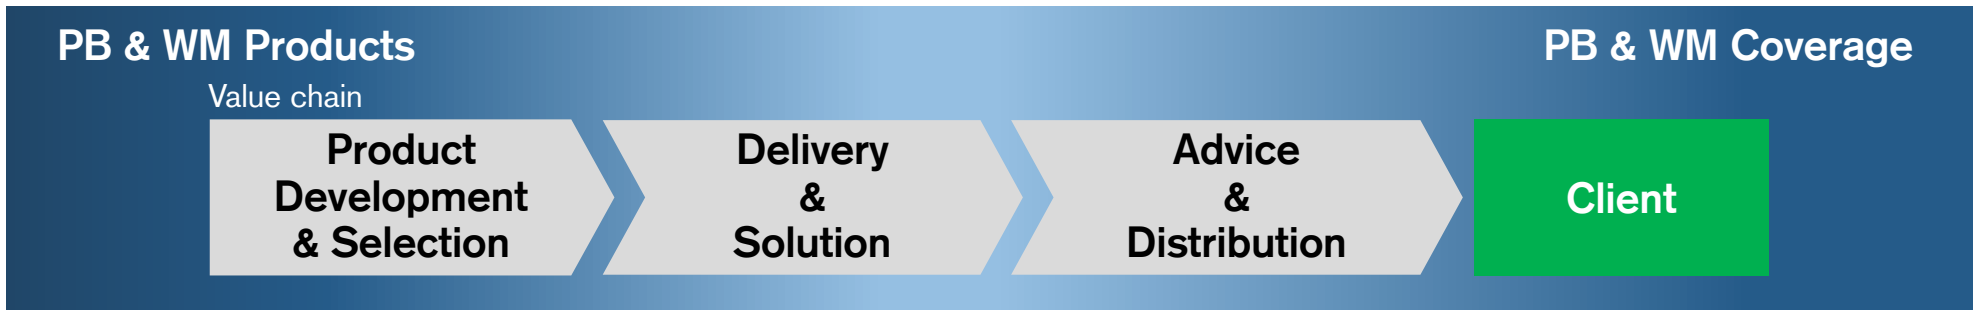 PB & WM Products
PB & WM Coverage
Value chain
Product
Development
& Selection
Delivery
&
Solution
Advice
&
Distribution
Client